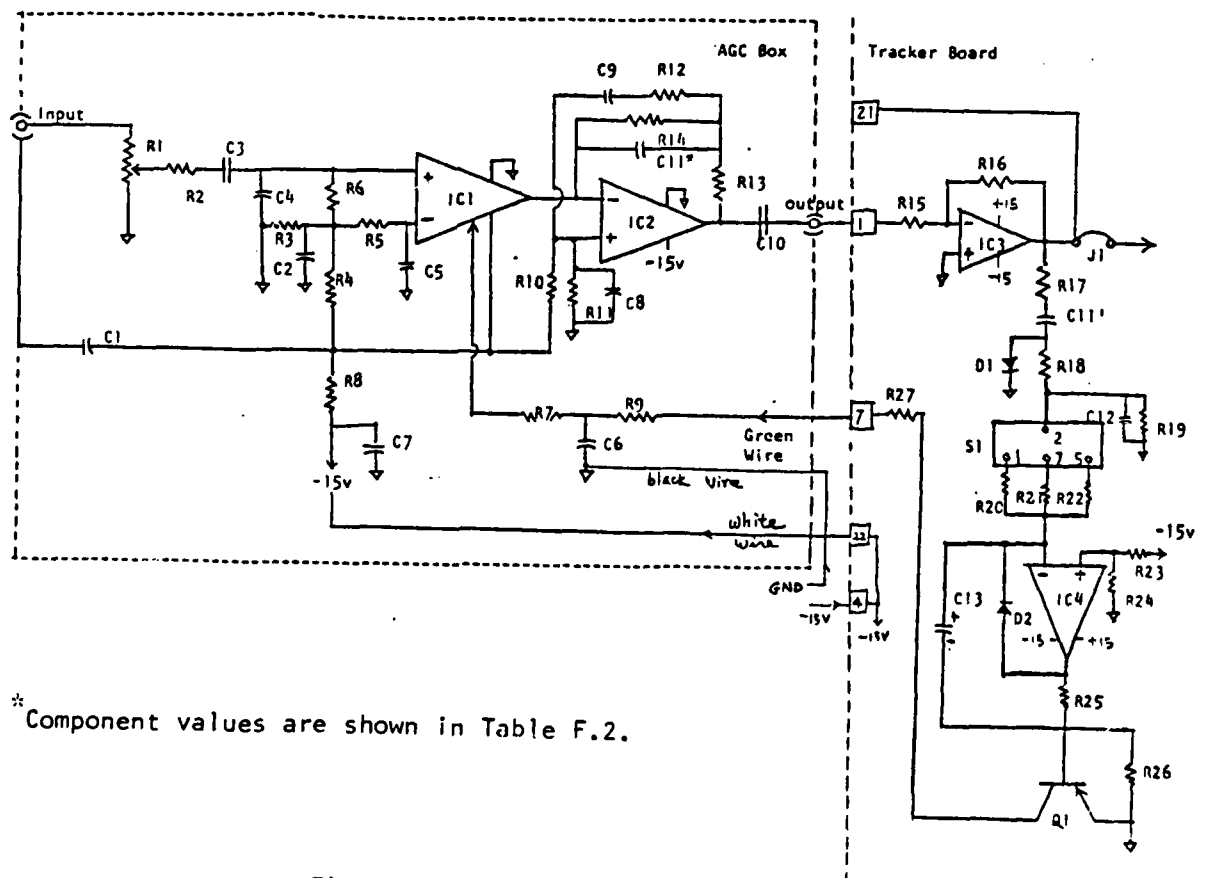 AGC Box
Tracker Board
Input
C9
R12
21
R1
R2
C3
R14
C11*
R16
C4
R6
R13
output
1
R15
+15
+
IC1
-
IC2
-
+
-15v
IC3
-
+
-15
J1
R3
C2
R5
C5
C10
R4
R10
R11
C8
R17
C11'
C1
D1
R18
R8
R7
R9
7
R27
C12
R19
C7
C6
Green
Wire
S1
2
1
7
5
-15v
black Wire
R20
R21
R22
white
wire
22
-15v
GND
4
-15V
-15V
C13
+
-
D2
-
+
IC4
R23
R24
-15
+15
R25
*Component values are shown in Table F.2.
R26
Q1